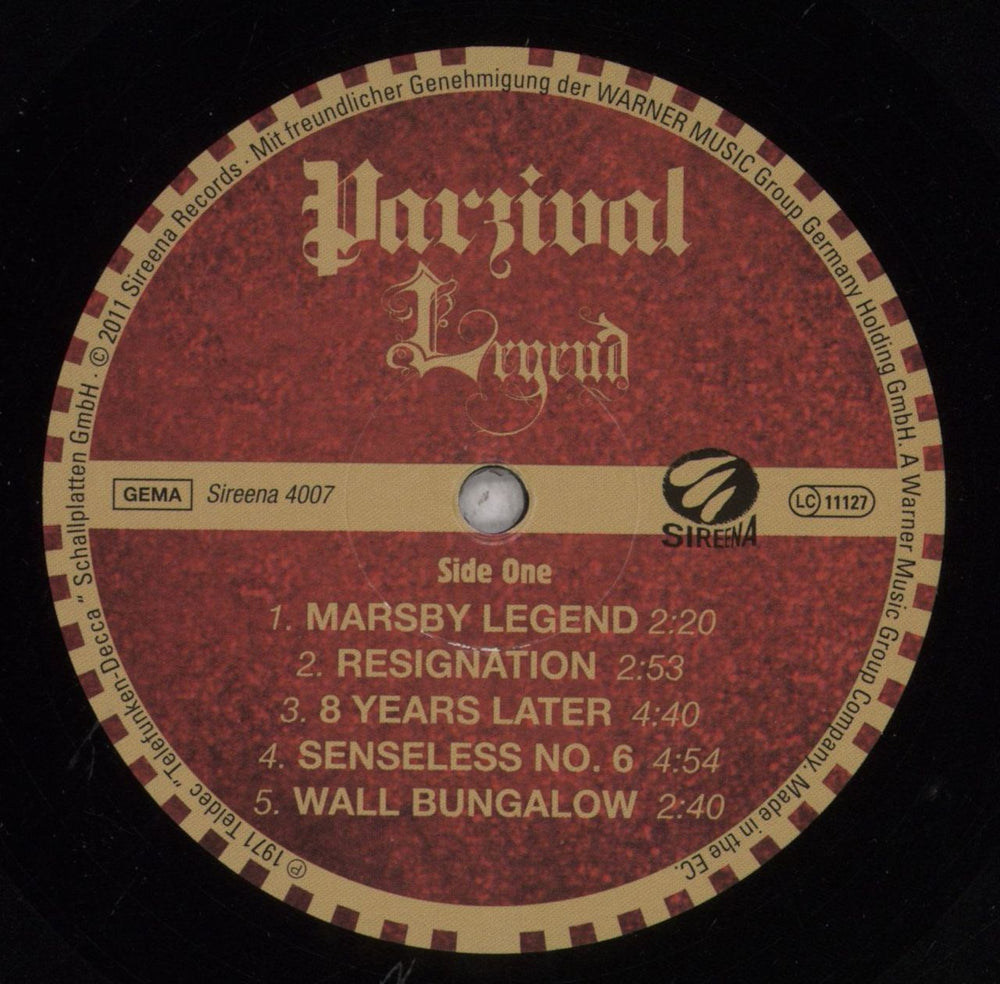 ℗ 1971 Teldec "Telefunken-Decca" Schallplatten GmbH · © 2011 Sireena Records · Mit freundlicher Genehmigung der WARNER MUSIC Group Germany Holding GmbH. A Warner Music Group Company. Made in the EC.
Parzival
Legend
GEMA Sireena 4007
SIREENA
LC 11127
Side One
1. MARSBY LEGEND 2:20
2. RESIGNATION 2:53
3. 8 YEARS LATER 4:40
4. SENSELESS NO. 6 4:54
5. WALL BUNGALOW 2:40